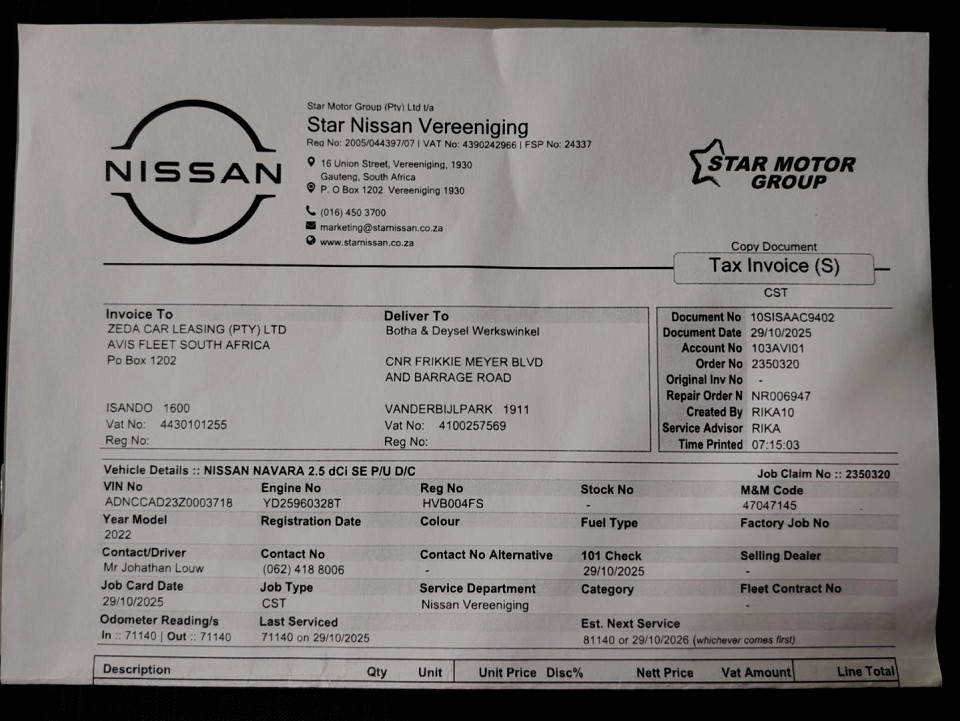 NISSAN
Star Motor Group (Pty) Ltd t/a
Star Nissan Vereeniging
Reg No: 2005/044397/07 | VAT No: 4390242966 | FSP No: 24337
16 Union Street, Vereeniging, 1930
Gauteng, South Africa
P. O Box 1202 Vereeniging 1930
(016) 450 3700
marketing@starnissan.co.za
www.starnissan.co.za
STAR MOTOR
GROUP
Copy Document
Tax Invoice (S)
CST
Invoice To
ZEDA CAR LEASING (PTY) LTD
AVIS FLEET SOUTH AFRICA
Po Box 1202
ISANDO 1600
Vat No: 4430101255
Reg No:
Deliver To
Botha & Deysel Werkswinkel
CNR FRIKKIE MEYER BLVD
AND BARRAGE ROAD
VANDERBIJLPARK 1911
Vat No: 4100257569
Reg No:
Document No 10SISAAC9402
Document Date 29/10/2025
Account No 103AVI01
Order No 2350320
Original Inv No -
Repair Order N NR006947
Created By RIKA10
Service Advisor RIKA
Time Printed 07:15:03
Vehicle Details :: NISSAN NAVARA 2.5 dCi SE P/U D/C Job Claim No :: 2350320
VIN No Engine No Reg No Stock No M&M Code
ADNCCAD23Z0003718 YD25960328T HVB004FS - 47047145
Year Model Registration Date Colour Fuel Type Factory Job No
2022
Contact/Driver Contact No Contact No Alternative 101 Check Selling Dealer
Mr Johathan Louw (062) 418 8006 - 29/10/2025 -
Job Card Date Job Type Service Department Category Fleet Contract No
29/10/2025 CST Nissan Vereeniging -
Odometer Reading/s Last Serviced Est. Next Service
In :: 71140 | Out :: 71140 71140 on 29/10/2025 81140 or 29/10/2026 (whichever comes first)
Description Qty Unit Unit Price Disc% Nett Price Vat Amount Line Total